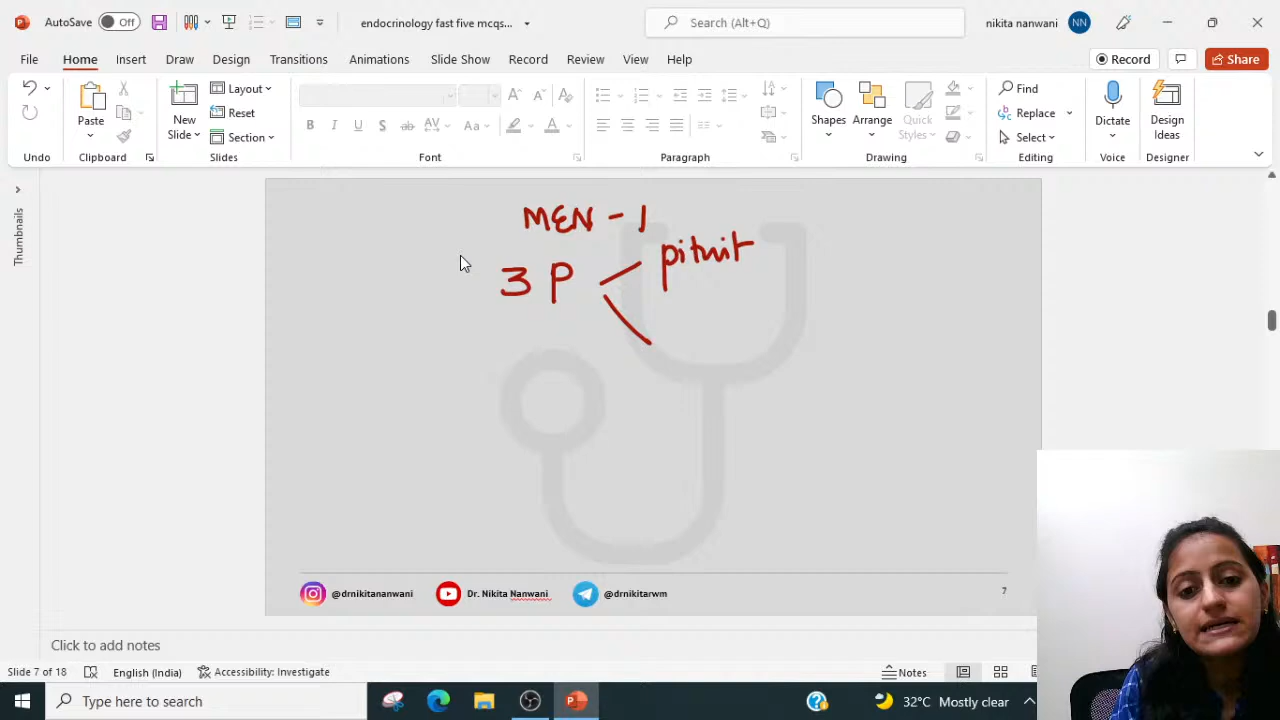 AutoSave Off endocrinology fast five mcqs... Search (Alt+Q) nikita nanwani NN
File Home Insert Draw Design Transitions Animations Slide Show Record Review View Help Record Share
Undo
Paste Clipboard
New Slide Layout Reset Section Slides
B I U S ab AV Aa A Font
Paragraph
Shapes Arrange Quick Styles Drawing
Find Replace Select Editing
Dictate Voice
Design Ideas Designer
Thumbnails
MEN - 1
3 P pituit
@drnikitananwani Dr. Nikita Nanwani @drnikitarwm 7
Click to add notes
Slide 7 of 18 English (India) Accessibility: Investigate Notes
Type here to search 32°C Mostly clear